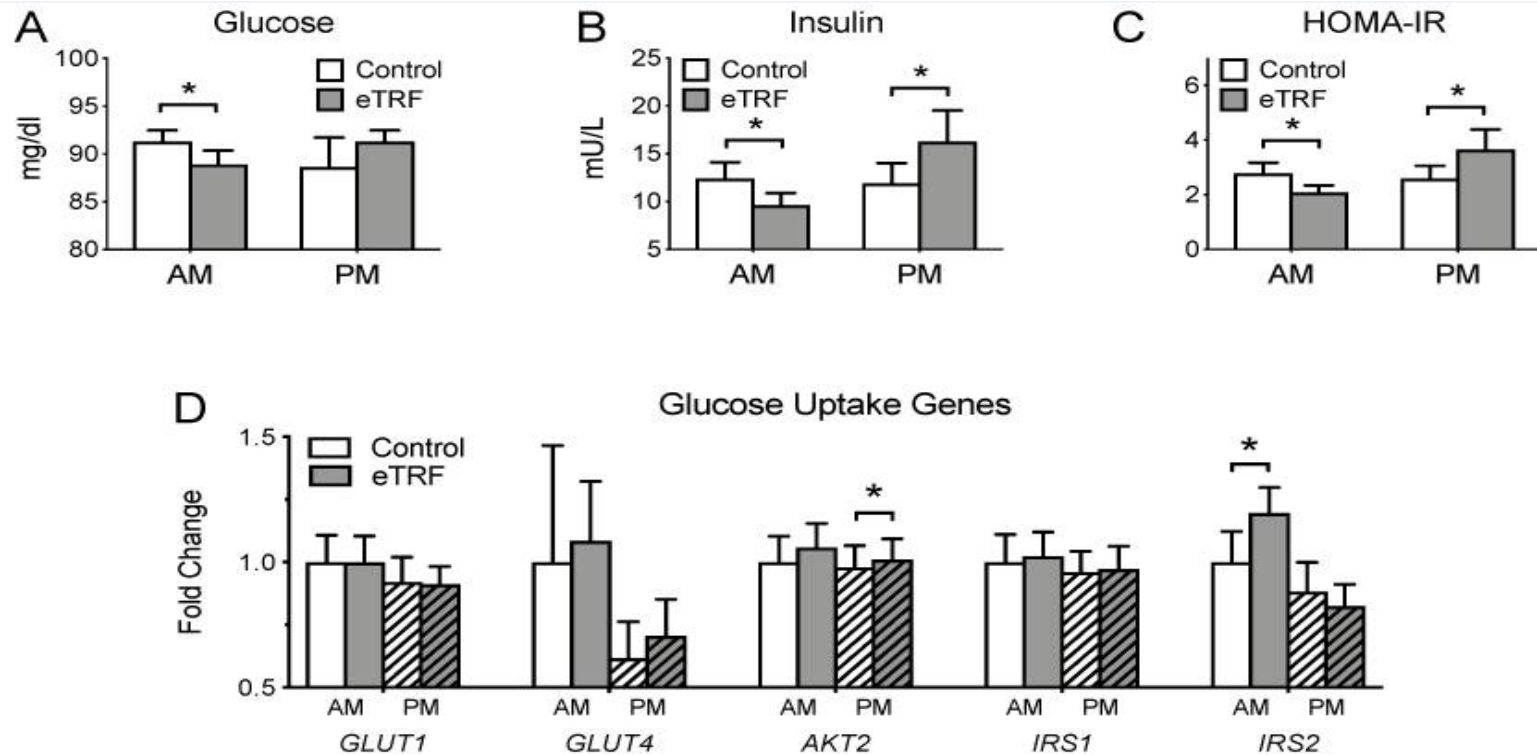 A Glucose
mg/dl
100
95
90
85
80
Control
eTRF
*
AM PM
B Insulin
mU/L
25
20
15
10
5
Control
eTRF
*
*
AM PM
C HOMA-IR
6
4
2
0
Control
eTRF
*
*
AM PM
D Glucose Uptake Genes
Fold Change
1.5
1.0
0.5
Control
eTRF
*
*
AM PM AM PM AM PM AM PM AM PM
GLUT1 GLUT4 AKT2 IRS1 IRS2